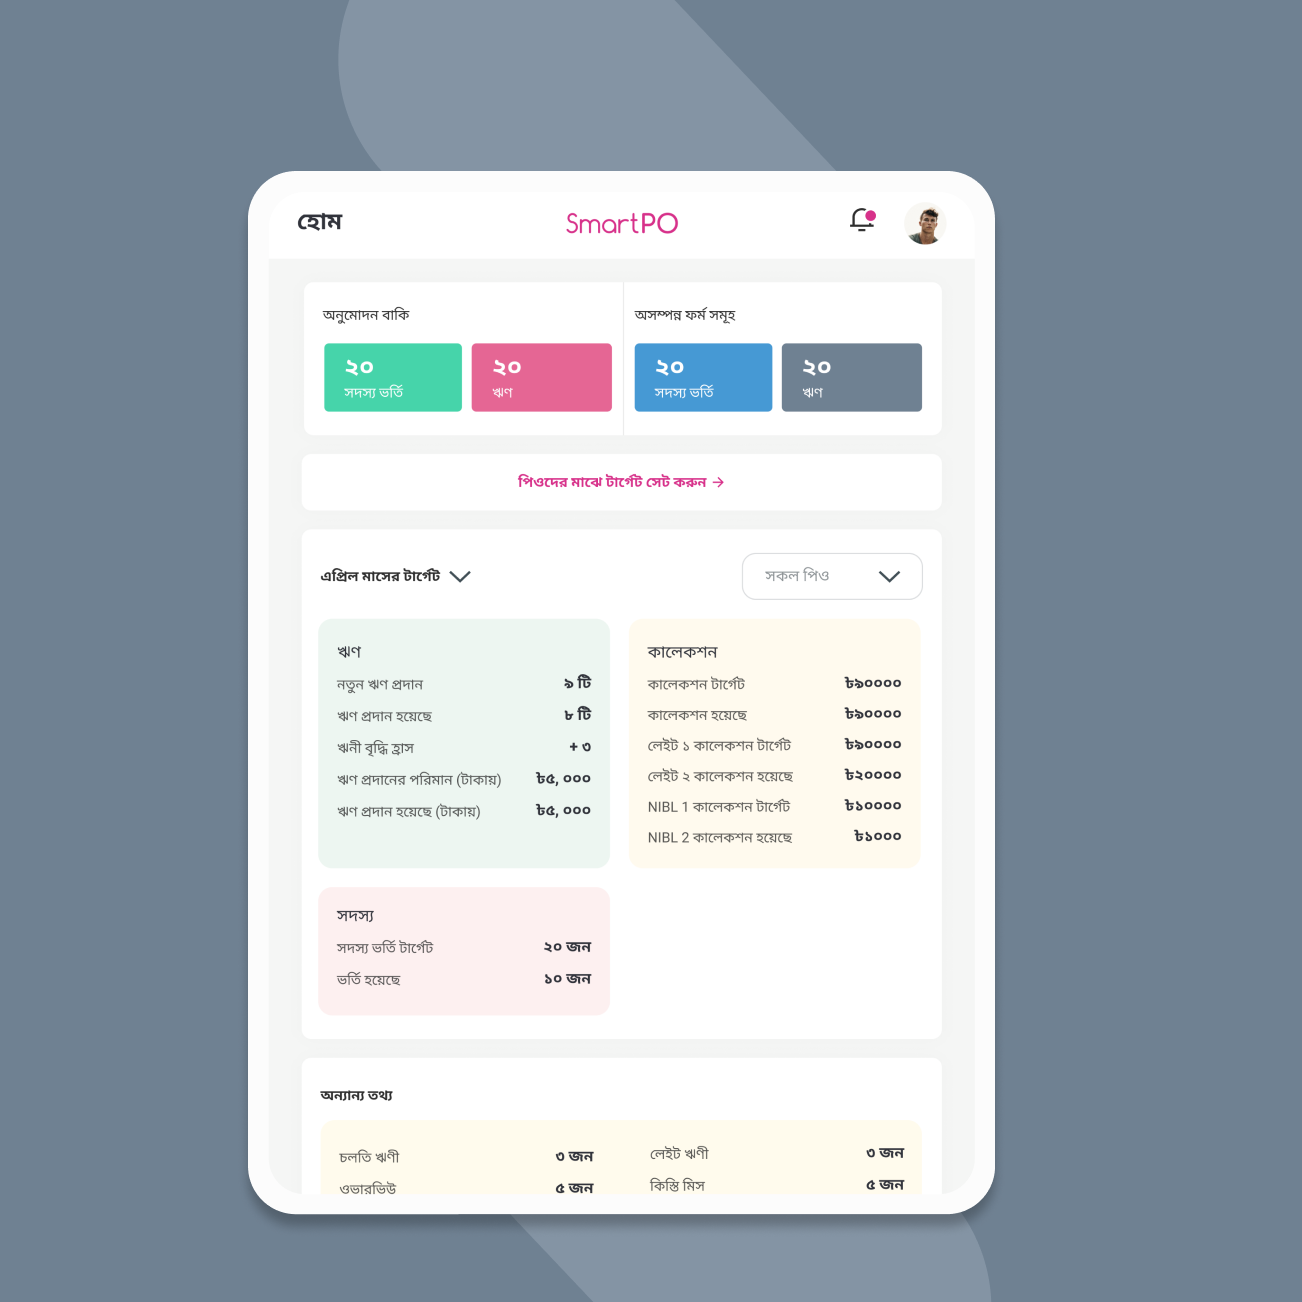 হোম
SmartPO
অনুমোদন বাকি
২০
সদস্য ভর্তি
২০
ঋণ
অসম্পন্ন ফর্ম সমূহ
২০
সদস্য ভর্তি
২০
ঋণ
পিওদের মাঝে টার্গেট সেট করুন →
এপ্রিল মাসের টার্গেট
সকল পিও
ঋণ
নতুন ঋণ প্রদান ৯ টি
ঋণ প্রদান হয়েছে ৮ টি
ঋনী বৃদ্ধি হ্রাস + ৩
ঋণ প্রদানের পরিমান (টাকায়) ৳৫, ০০০
ঋণ প্রদান হয়েছে (টাকায়) ৳৫, ০০০
কালেকশন
কালেকশন টার্গেট ৳৯০০০০
কালেকশন হয়েছে ৳৯০০০০
লেইট ১ কালেকশন টার্গেট ৳৯০০০০
লেইট ২ কালেকশন হয়েছে ৳২০০০০
NIBL 1 কালেকশন টার্গেট ৳১০০০০
NIBL 2 কালেকশন হয়েছে ৳১০০০
সদস্য
সদস্য ভর্তি টার্গেট ২০ জন
ভর্তি হয়েছে ১০ জন
অন্যান্য তথ্য
চলতি ঋণী ৩ জন
ওভারভিউ ৫ জন
লেইট ঋণী ৩ জন
কিস্তি মিস ৫ জন